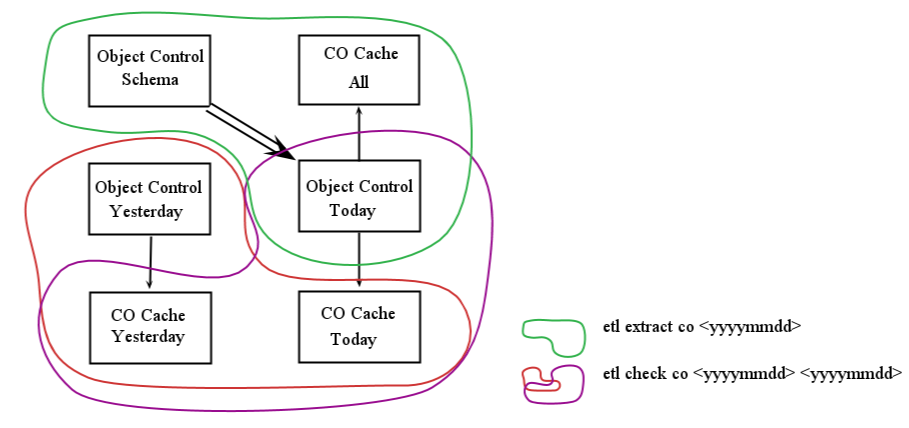 Object Control
Schema
CO Cache
All
Object Control
Yesterday
Object Control
Today
CO Cache
Yesterday
CO Cache
Today
etl extract co <yyyymmdd>
etl check co <yyyymmdd> <yyyymmdd>